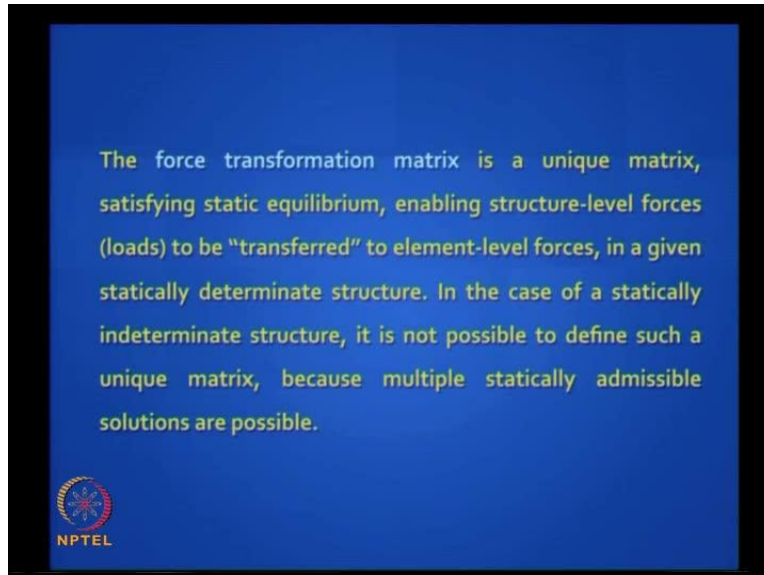 The force transformation matrix is a unique matrix,
satisfying static equilibrium, enabling structure-level forces
(loads) to be "transferred" to element-level forces, in a given
statically determinate structure. In the case of a statically
indeterminate structure, it is not possible to define such a
unique matrix, because multiple statically admissible
solutions are possible.
NPTEL